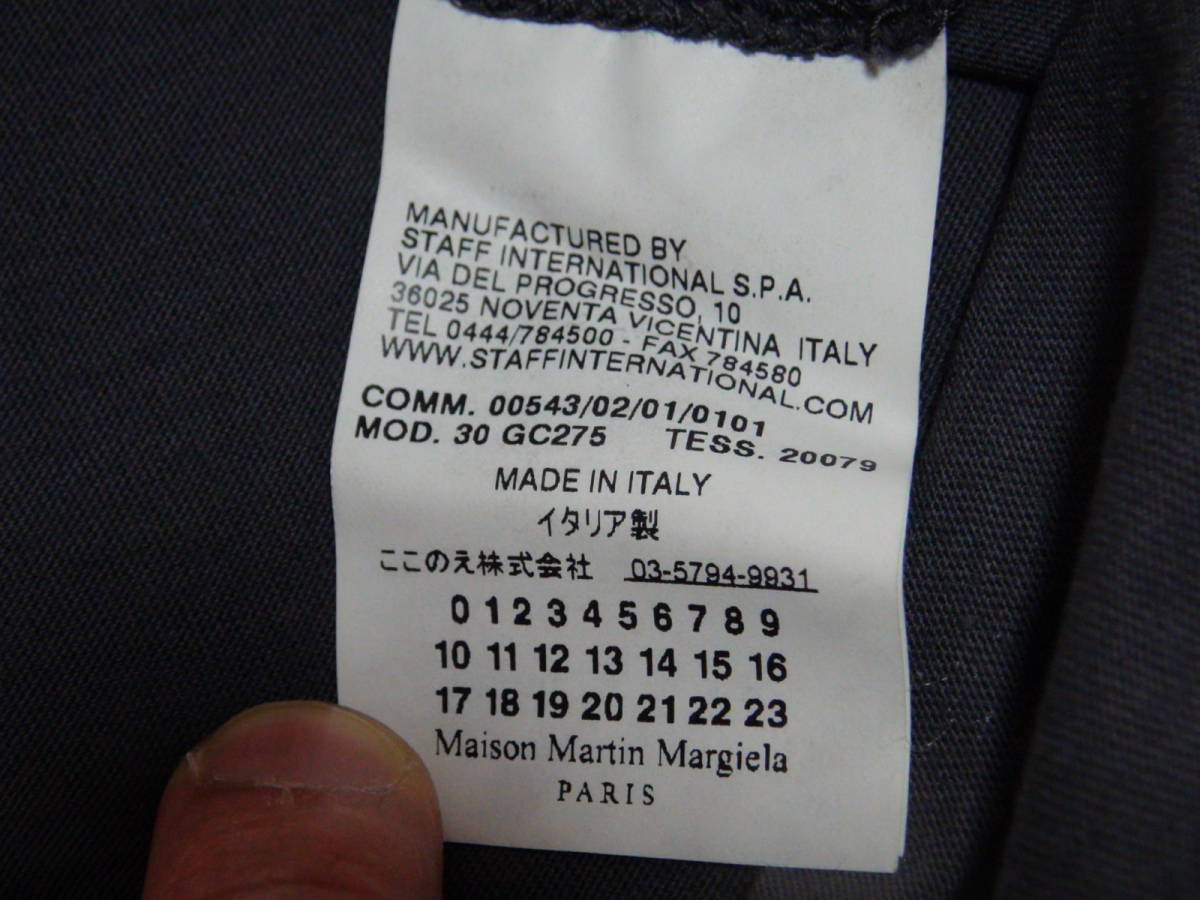 MANUFACTURED BY
STAFF INTERNATIONAL S.P.A.
VIA DEL PROGRESSO, 10
36025 NOVENTA VICENTINA ITALY
TEL 0444/784500 - FAX 784580
WWW.STAFFINTERNATIONAL.COM
COMM. 00543/02/01/0101
MOD. 30 GC275 TESS. 20079
MADE IN ITALY
イタリア製
ここのえ株式会社 03-5794-9931
0 1 2 3 4 5 6 7 8 9
10 11 12 13 14 15 16
17 18 19 20 21 22 23
Maison Martin Margiela
PARIS